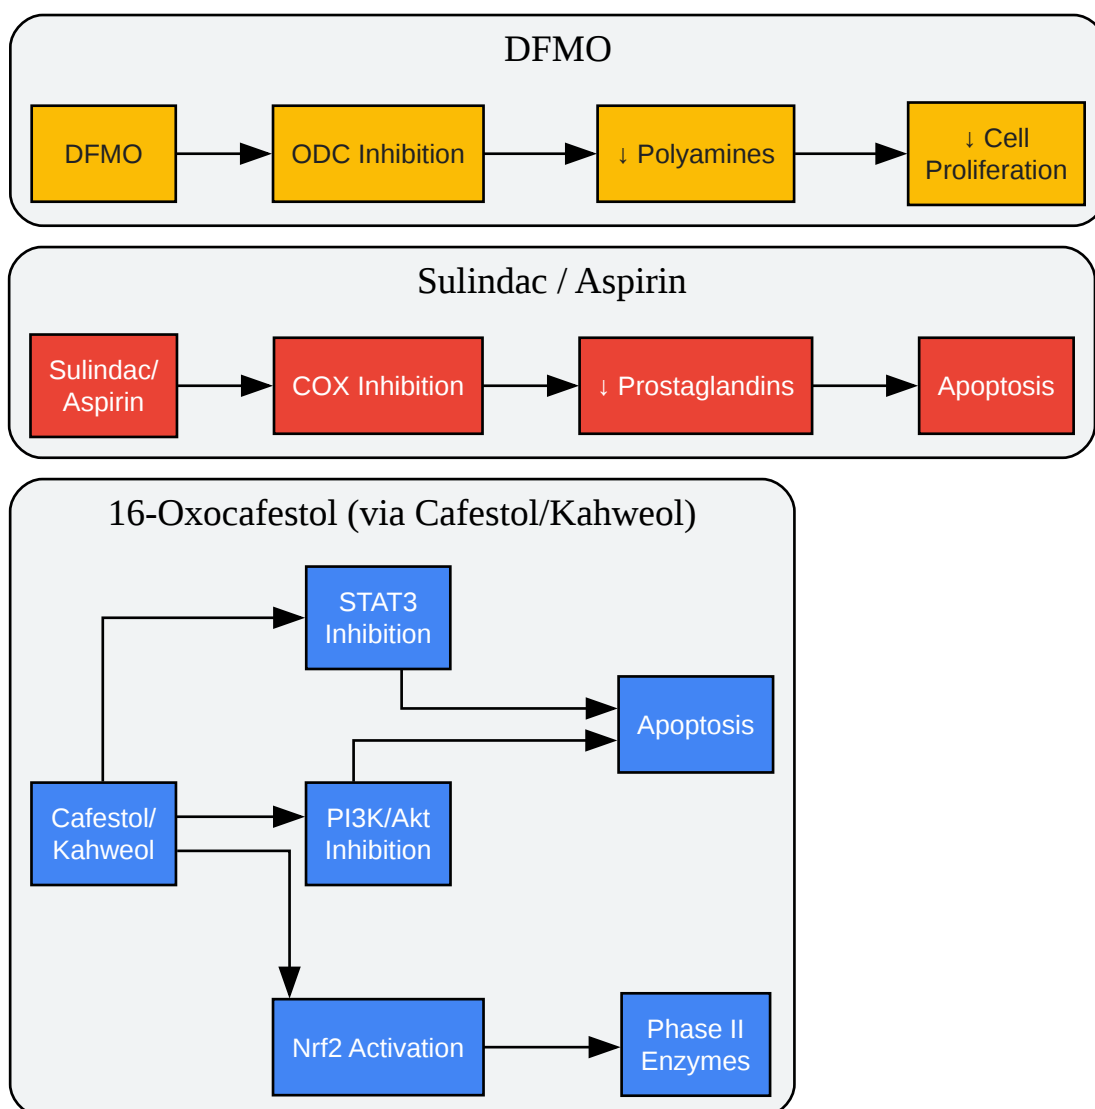 DFMO
DFMO
ODC Inhibition
↓ Polyamines
↓ Cell
Proliferation
Sulindac / Aspirin
Sulindac/
Aspirin
COX Inhibition
↓ Prostaglandins
Apoptosis
16-Oxocafestol (via Cafestol/Kahweol)
STAT3
Inhibition
Apoptosis
Cafestol/
Kahweol
PI3K/Akt
Inhibition
Nrf2 Activation
Phase II
Enzymes